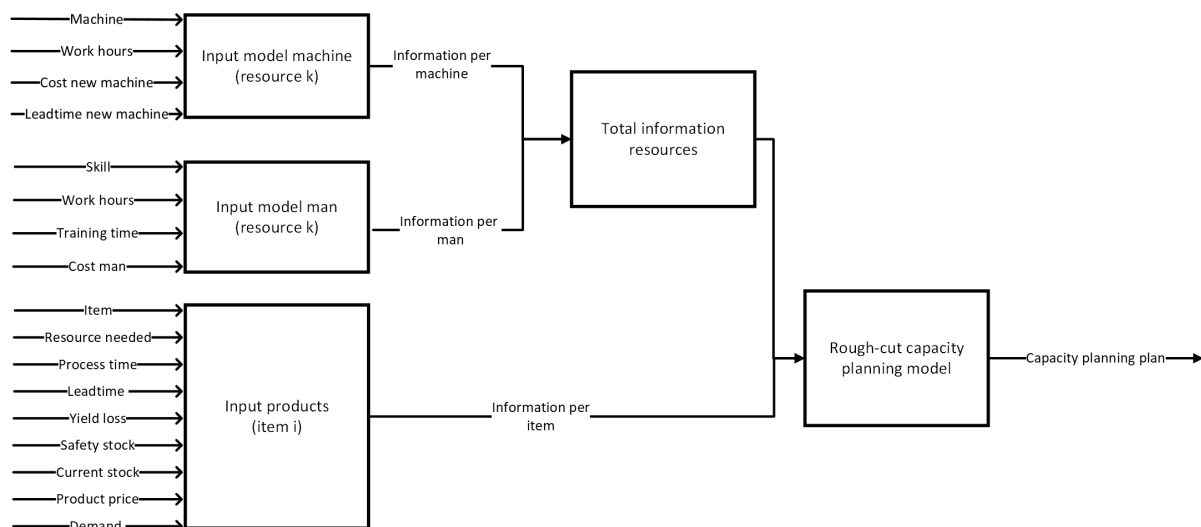 Machine
Work hours
Cost new machine
Leadtime new machine
Input model machine
(resource k)
Information per
machine
Skill
Work hours
Training time
Cost man
Input model man
(resource k)
Information per
man
Total information
resources
Item
Resource needed
Process time
Leadtime
Yield loss
Safety stock
Current stock
Product price
Demand
Input products
(item i)
Information per
item
Rough-cut capacity
planning model
Capacity planning plan